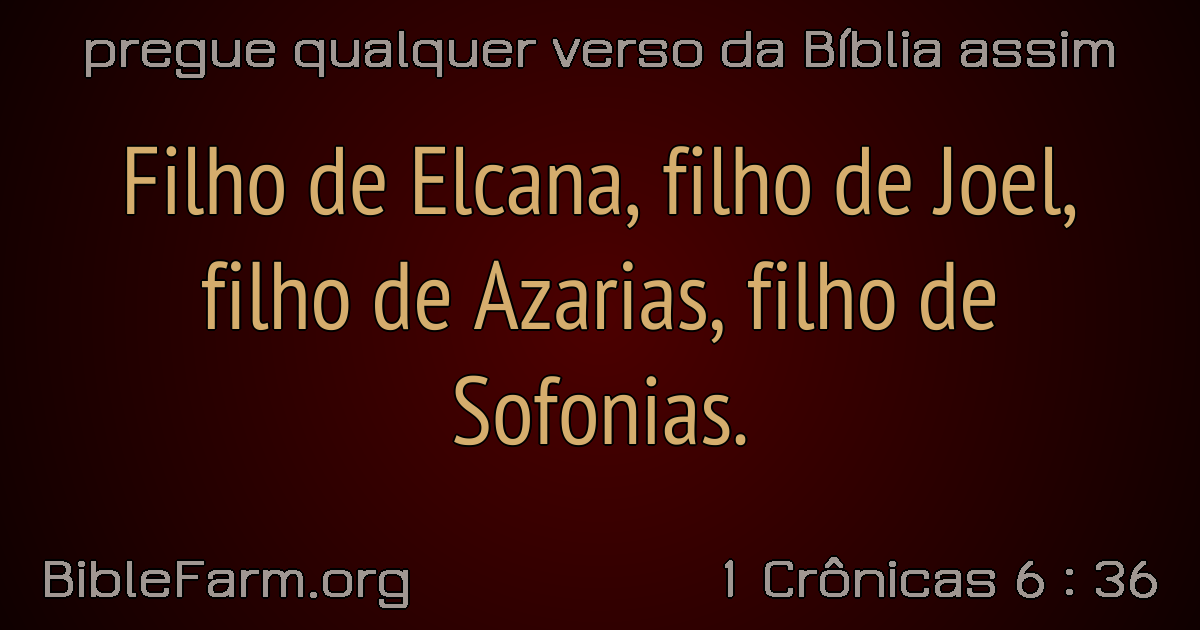 pregue qualquer verso da Bíblia assim
Filho de Elcana, filho de Joel,
filho de Azarias, filho de
Sofonias.
BibleFarm.org
1 Crônicas 6 : 36